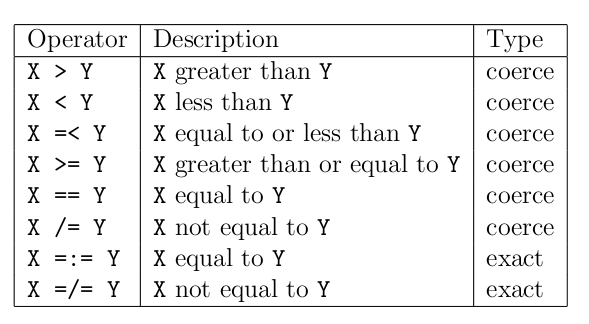 Operator Description Type
X > Y X greater than Y coerce
X < Y X less than Y coerce
X =< Y X equal to or less than Y coerce
X >= Y X greater than or equal to Y coerce
X == Y X equal to Y coerce
X /= Y X not equal to Y coerce
X =:= Y X equal to Y exact
X =/= Y X not equal to Y exact